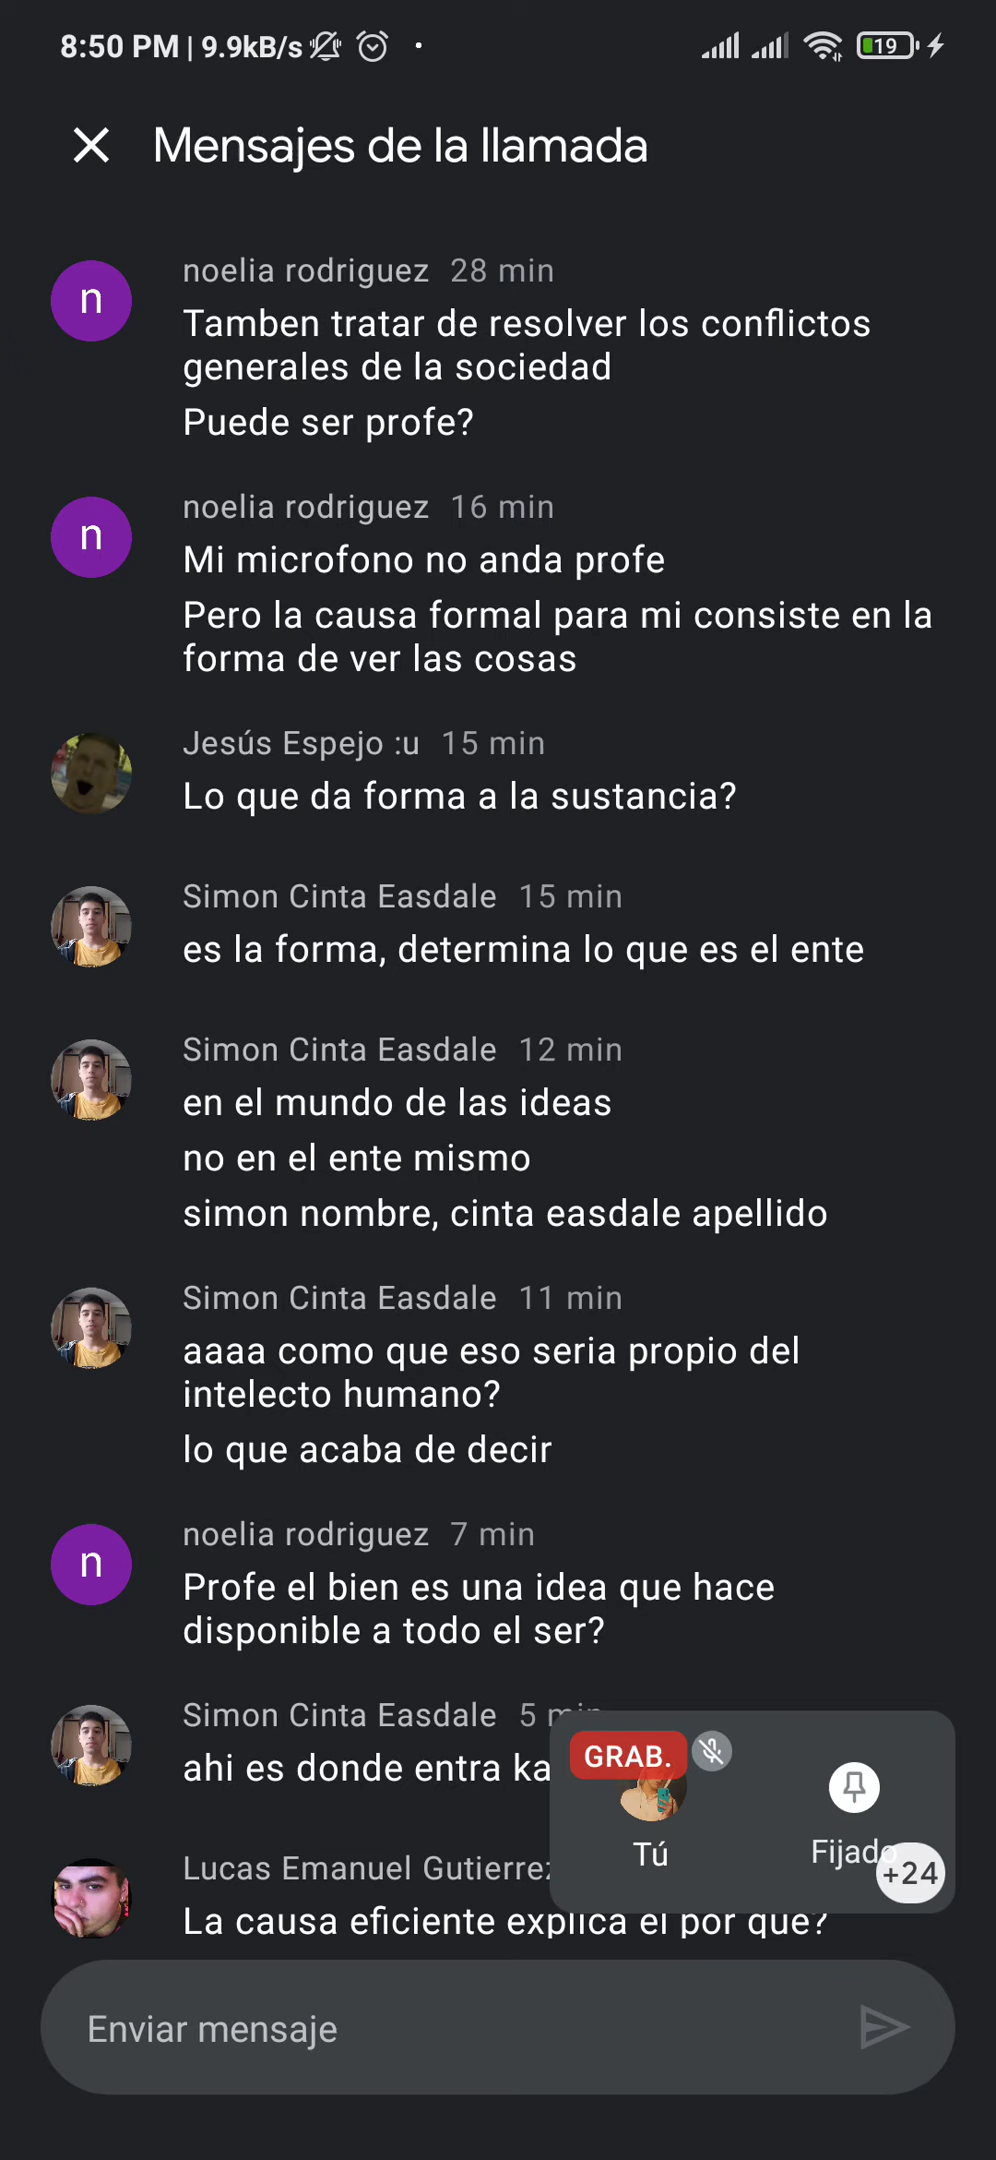 8:50 PM | 9.9kB/s
19
Mensajes de la llamada
n
noelia rodriguez 28 min
Tamben tratar de resolver los conflictos
generales de la sociedad
Puede ser profe?
n
noelia rodriguez 16 min
Mi microfono no anda profe
Pero la causa formal para mi consiste en la
forma de ver las cosas
Jesús Espejo :u 15 min
Lo que da forma a la sustancia?
Simon Cinta Easdale 15 min
es la forma, determina lo que es el ente
Simon Cinta Easdale 12 min
en el mundo de las ideas
no en el ente mismo
simon nombre, cinta easdale apellido
Simon Cinta Easdale 11 min
aaaa como que eso seria propio del
intelecto humano?
lo que acaba de decir
n
noelia rodriguez 7 min
Profe el bien es una idea que hace
disponible a todo el ser?
Simon Cinta Easdale 5 min
ahi es donde entra
GRAB.
Tú
Fijado
+24
Lucas Emanuel Gutierrez
La causa eficiente explica el por que?
Enviar mensaje